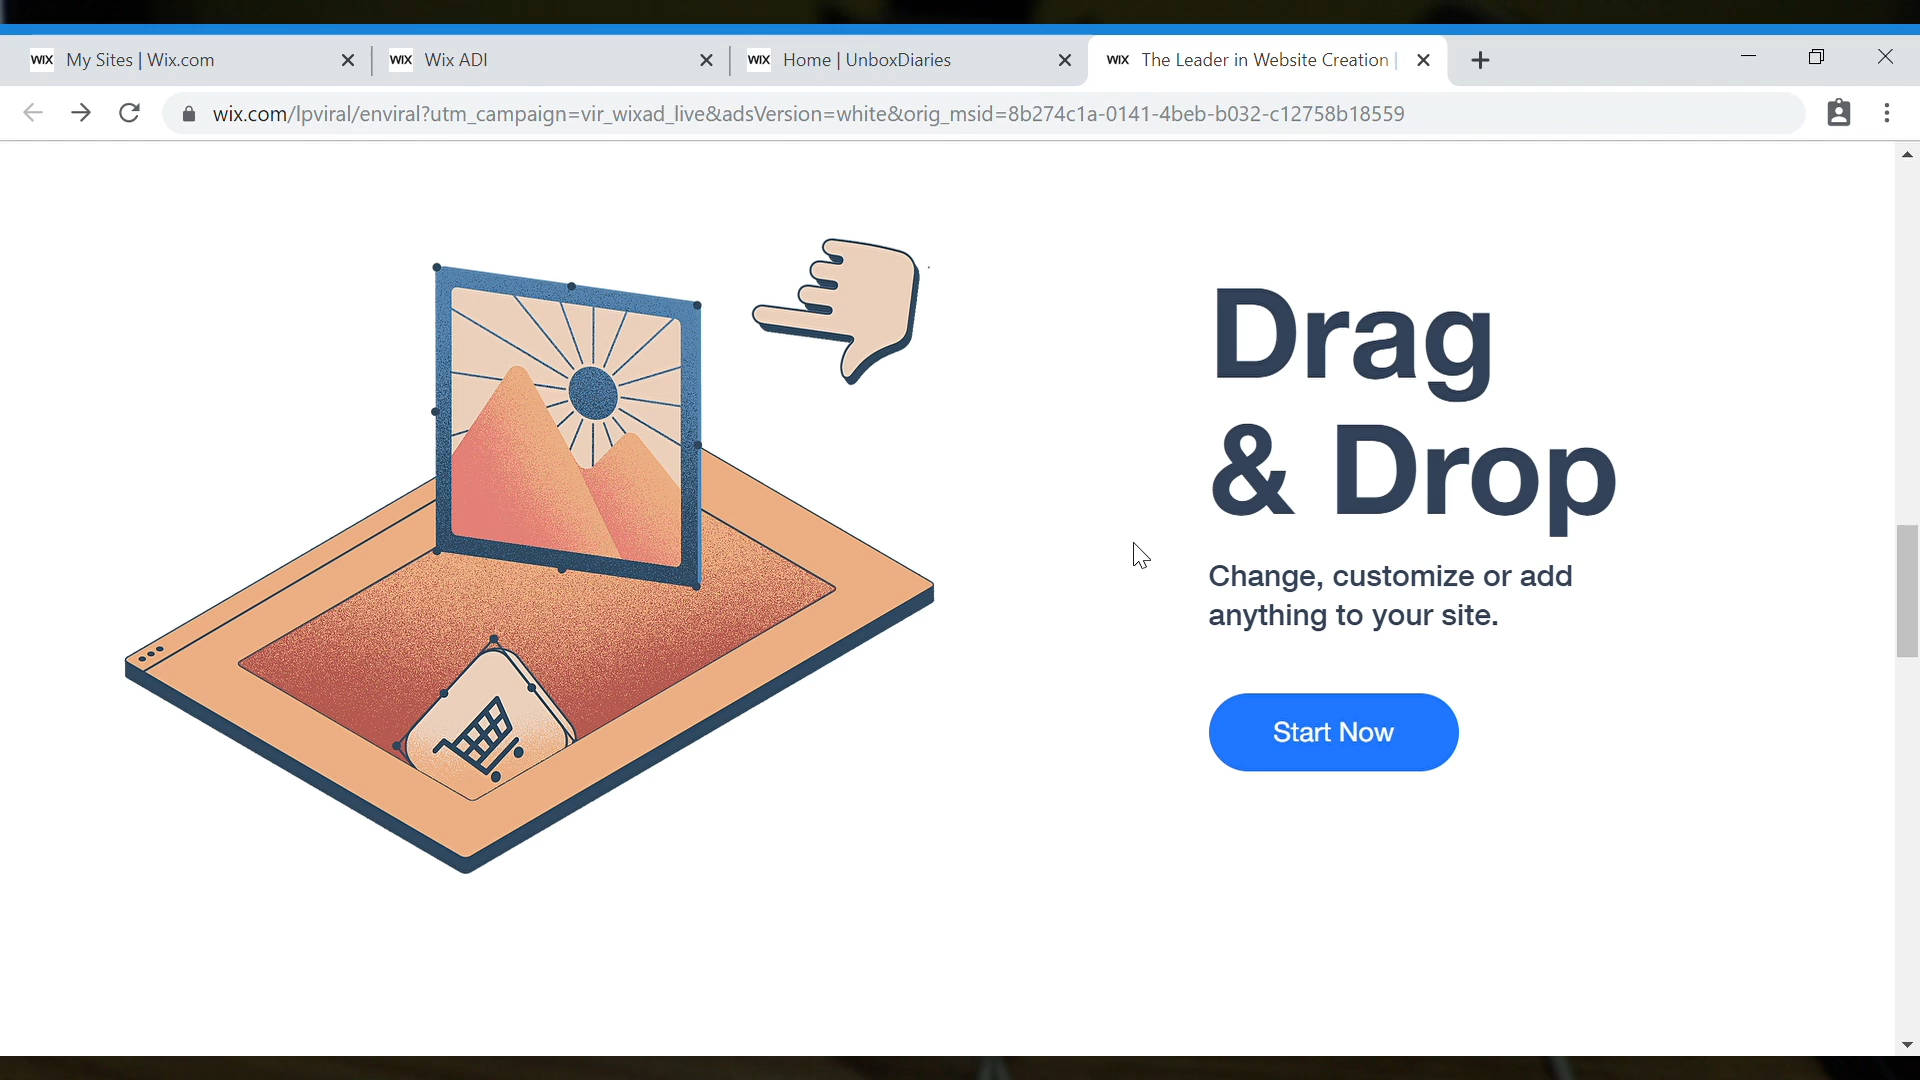 WIX My Sites | Wix.com
WIX Wix ADI
WIX Home | UnboxDiaries
WIX The Leader in Website Creation |
wix.com/lpviral/enviral?utm_campaign=vir_wixad_live&adsVersion=white&orig_msid=8b274c1a-0141-4beb-b032-c12758b18559
Drag
& Drop
Change, customize or add
anything to your site.
Start Now